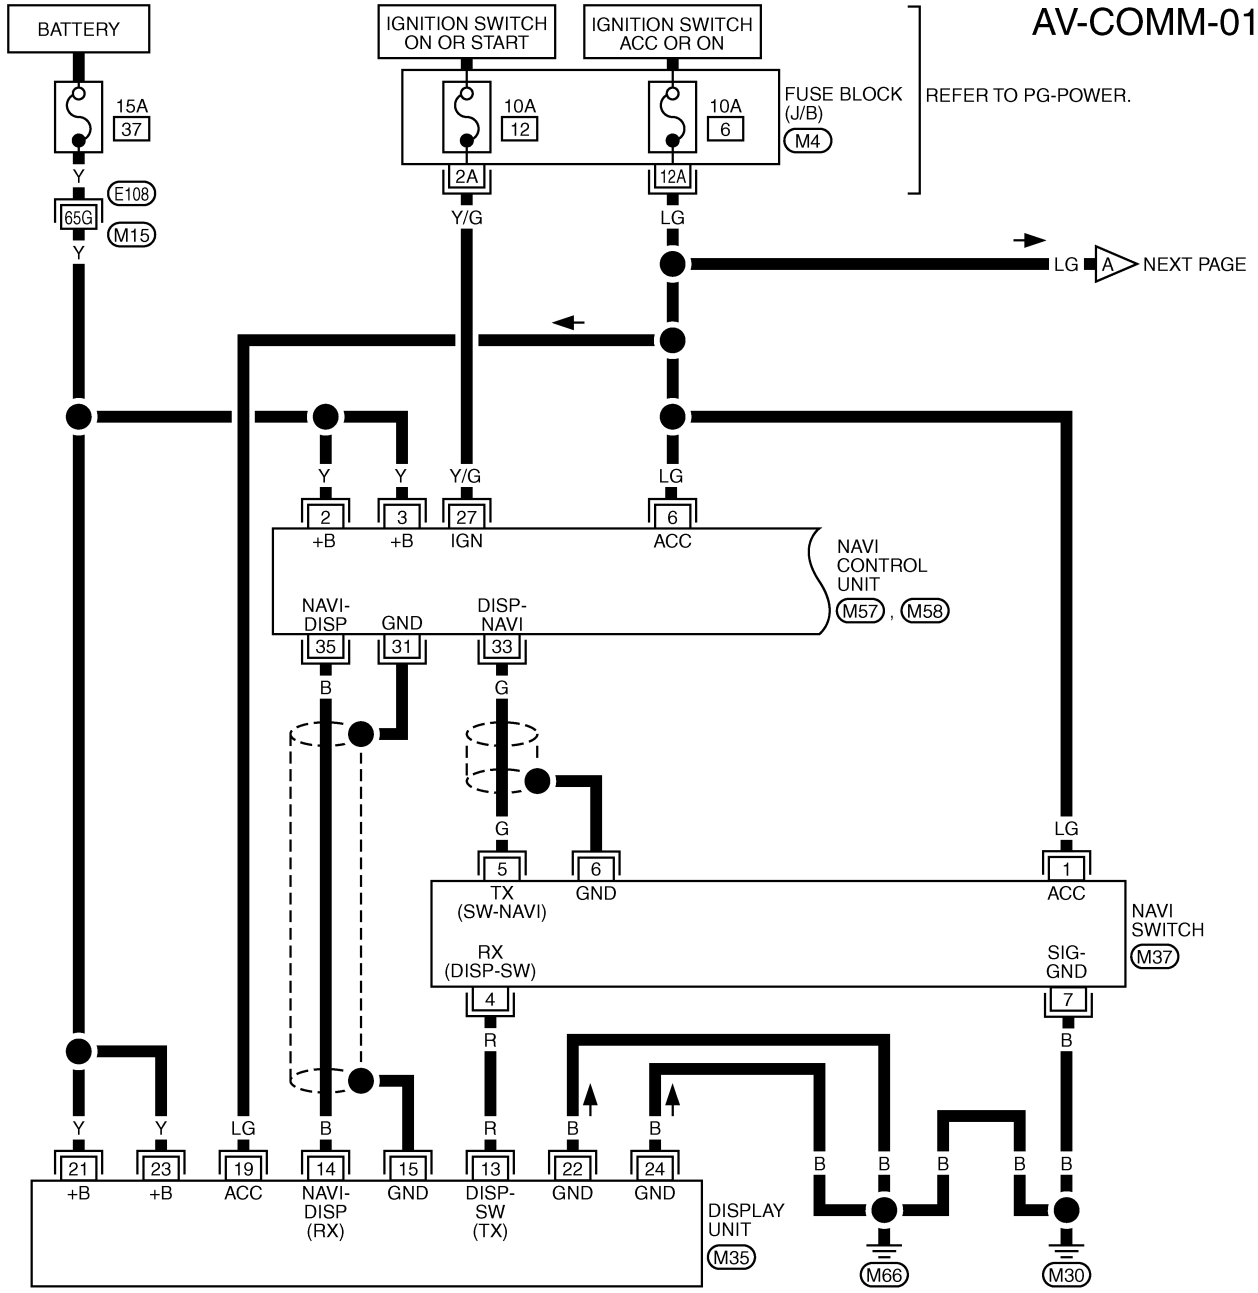 AV-COMM-01
BATTERY
IGNITION SWITCH
ON OR START
IGNITION SWITCH
ACC OR ON
15A
37
10A
12
10A
6
FUSE BLOCK
(J/B)
M4
REFER TO PG-POWER.
Y
E108
65G
M15
Y
2A
12A
Y/G
LG
LG
A
NEXT PAGE
Y
Y
Y/G
LG
2
3
27
6
+B
+B
IGN
ACC
NAVI
CONTROL
UNIT
M57 , M58
NAVI-
DISP
GND
DISP-
NAVI
35
31
33
B
G
G
LG
5
6
1
TX
(SW-NAVI)
GND
ACC
NAVI
SWITCH
M37
RX
(DISP-SW)
SIG-
GND
4
7
R
B
Y
Y
LG
B
R
B
B
B
B
B
B
B
21
23
19
14
15
13
22
24
+B
+B
ACC
NAVI-
DISP
(RX)
GND
DISP-
SW
(TX)
GND
GND
DISPLAY
UNIT
M35
M66
M30